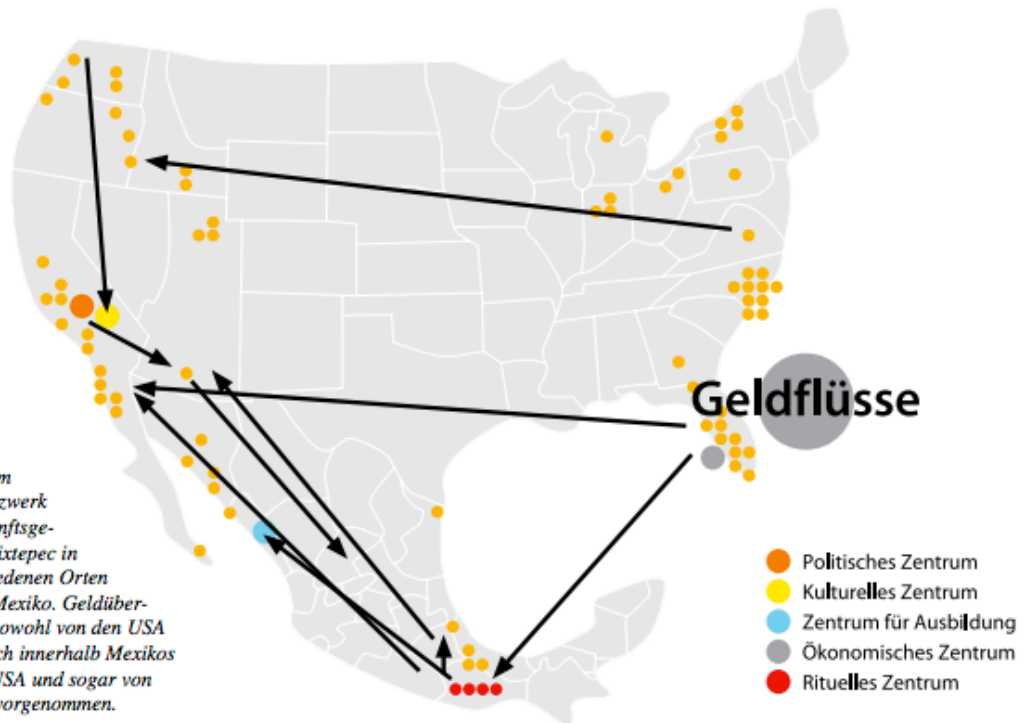 Geldflüsse
zwerk
nftsge-
ixtepec in
edenen Orten
Mexiko. Geldüber-
owohl von den USA
ch innerhalb Mexikos
USA und sogar von
vorgenommen.
Politisches Zentrum
Kulturelles Zentrum
Zentrum für Ausbildung
Ökonomisches Zentrum
Rituelles Zentrum